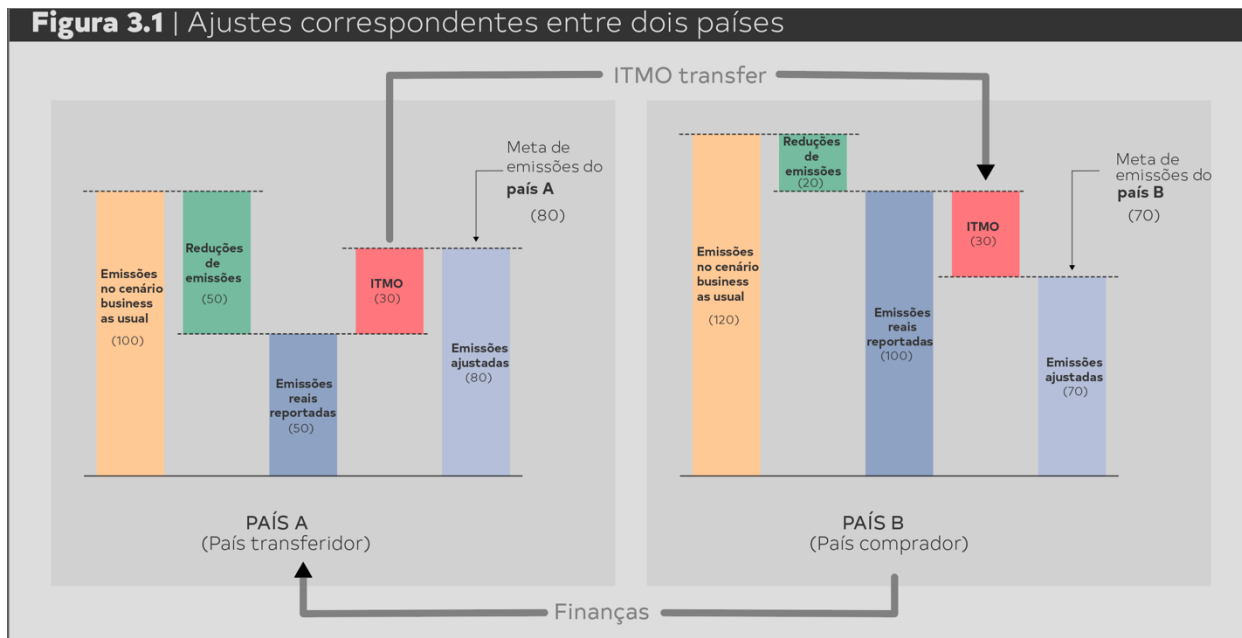 Figura 3.1 | Ajustes correspondentes entre dois países
ITMO transfer
Emissões
no cenário
business
as usual
(100)
Reduções
de
emissões
(50)
Emissões
reais
reportadas
(50)
ITMO
(30)
Meta de
emissões do
país A
(80)
Emissões
ajustadas
(80)
PAÍS A
(País transferidor)
Emissões
no cenário
business
as usual
(120)
Reduções
de
emissões
(20)
Emissões
reais
reportadas
(100)
ITMO
(30)
Meta de
emissões do
país B
(70)
Emissões
ajustadas
(70)
PAÍS B
(País comprador)
Finanças